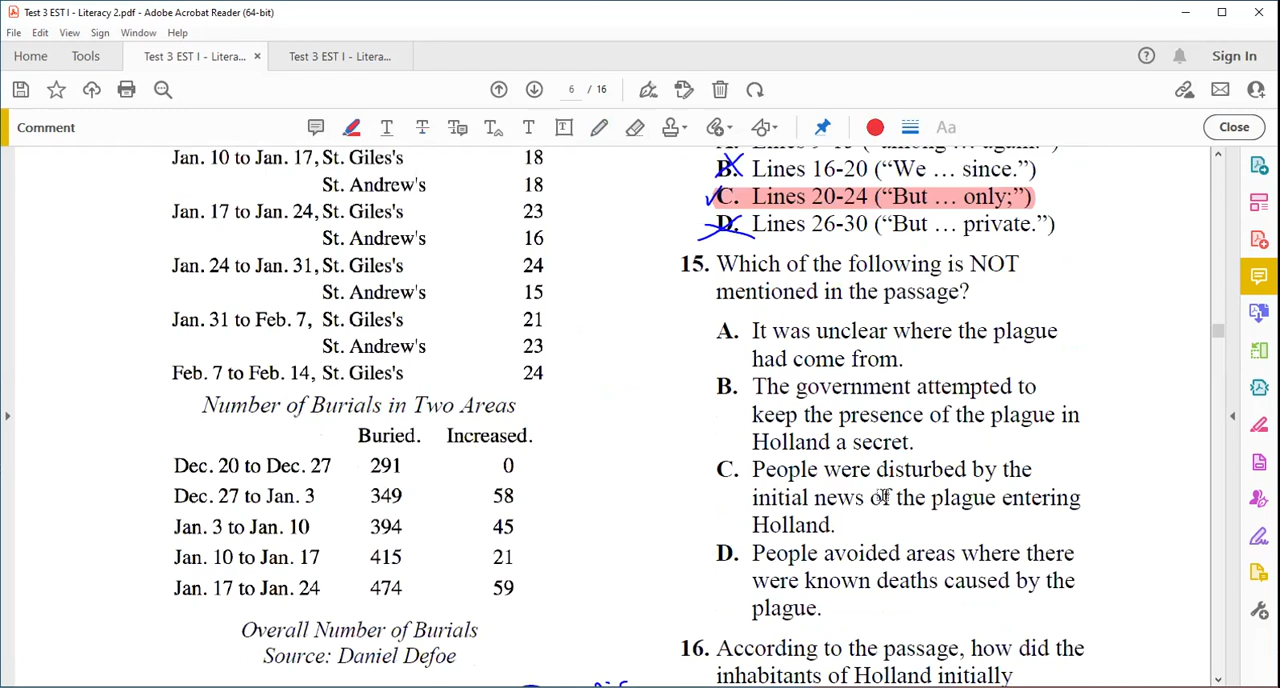 Test 3 EST I - Literacy 2.pdf - Adobe Acrobat Reader (64-bit)
File Edit View Sign Window Help
Home Tools Test 3 EST I - Litera... × Test 3 EST I - Litera... Sign In
6 / 16
Comment Aa Close
Jan. 10 to Jan. 17, St. Giles's 18
St. Andrew's 18
Jan. 17 to Jan. 24, St. Giles's 23
St. Andrew's 16
Jan. 24 to Jan. 31, St. Giles's 24
St. Andrew's 15
Jan. 31 to Feb. 7, St. Giles's 21
St. Andrew's 23
Feb. 7 to Feb. 14, St. Giles's 24
Number of Burials in Two Areas
Buried. Increased.
Dec. 20 to Dec. 27 291 0
Dec. 27 to Jan. 3 349 58
Jan. 3 to Jan. 10 394 45
Jan. 10 to Jan. 17 415 21
Jan. 17 to Jan. 24 474 59
Overall Number of Burials
Source: Daniel Defoe
B. Lines 16-20 (“We … since.”)
C. Lines 20-24 (“But … only;”)
D. Lines 26-30 (“But … private.”)
15. Which of the following is NOT
mentioned in the passage?
A. It was unclear where the plague
had come from.
B. The government attempted to
keep the presence of the plague in
Holland a secret.
C. People were disturbed by the
initial news of the plague entering
Holland.
D. People avoided areas where there
were known deaths caused by the
plague.
16. According to the passage, how did the
inhabitants of Holland initially